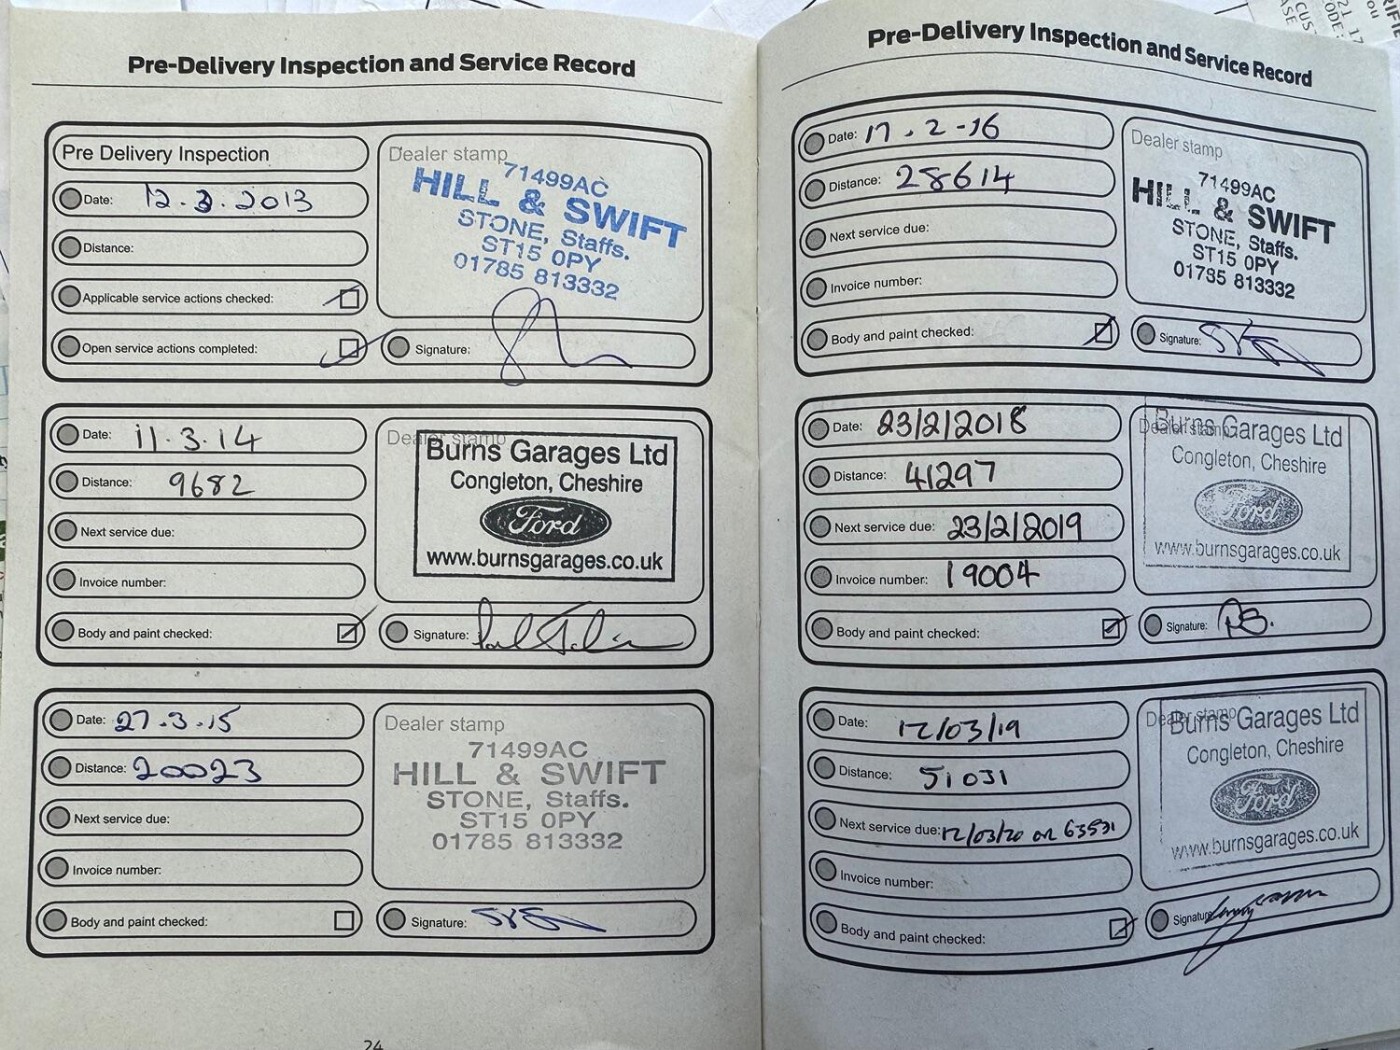 Pre-Delivery Inspection and Service Record
Pre Delivery Inspection
Date: 12.3.2013
Distance:
Applicable service actions checked:
Open service actions completed:
Dealer stamp
71499AC
HILL & SWIFT
STONE, Staffs.
ST15 0PY
01785 813332
Signature:
Date: 11.3.14
Distance: 9682
Next service due:
Invoice number:
Body and paint checked:
Dealer stamp
Burns Garages Ltd
Congleton, Cheshire
Ford
www.burnsgarages.co.uk
Signature:
Date: 27.3.15
Distance: 20023
Next service due:
Invoice number:
Body and paint checked:
Dealer stamp
71499AC
HILL & SWIFT
STONE, Staffs.
ST15 0PY
01785 813332
Signature:
24
Pre-Delivery Inspection and Service Record
Date: 17.2-16
Distance: 28614
Next service due:
Invoice number:
Body and paint checked:
Dealer stamp
71499AC
HILL & SWIFT
STONE, Staffs.
ST15 0PY
01785 813332
Signature:
Date: 23/2/2018
Distance: 41297
Next service due: 23/2/2019
Invoice number: 19004
Body and paint checked:
Dealer stamp
Burns Garages Ltd
Congleton, Cheshire
Ford
www.burnsgarages.co.uk
Signature:
Date: 12/03/19
Distance: 51031
Next service due: 12/03/20 or 63531
Invoice number:
Body and paint checked:
Dealer stamp
Burns Garages Ltd
Congleton, Cheshire
Ford
www.burnsgarages.co.uk
Signature: